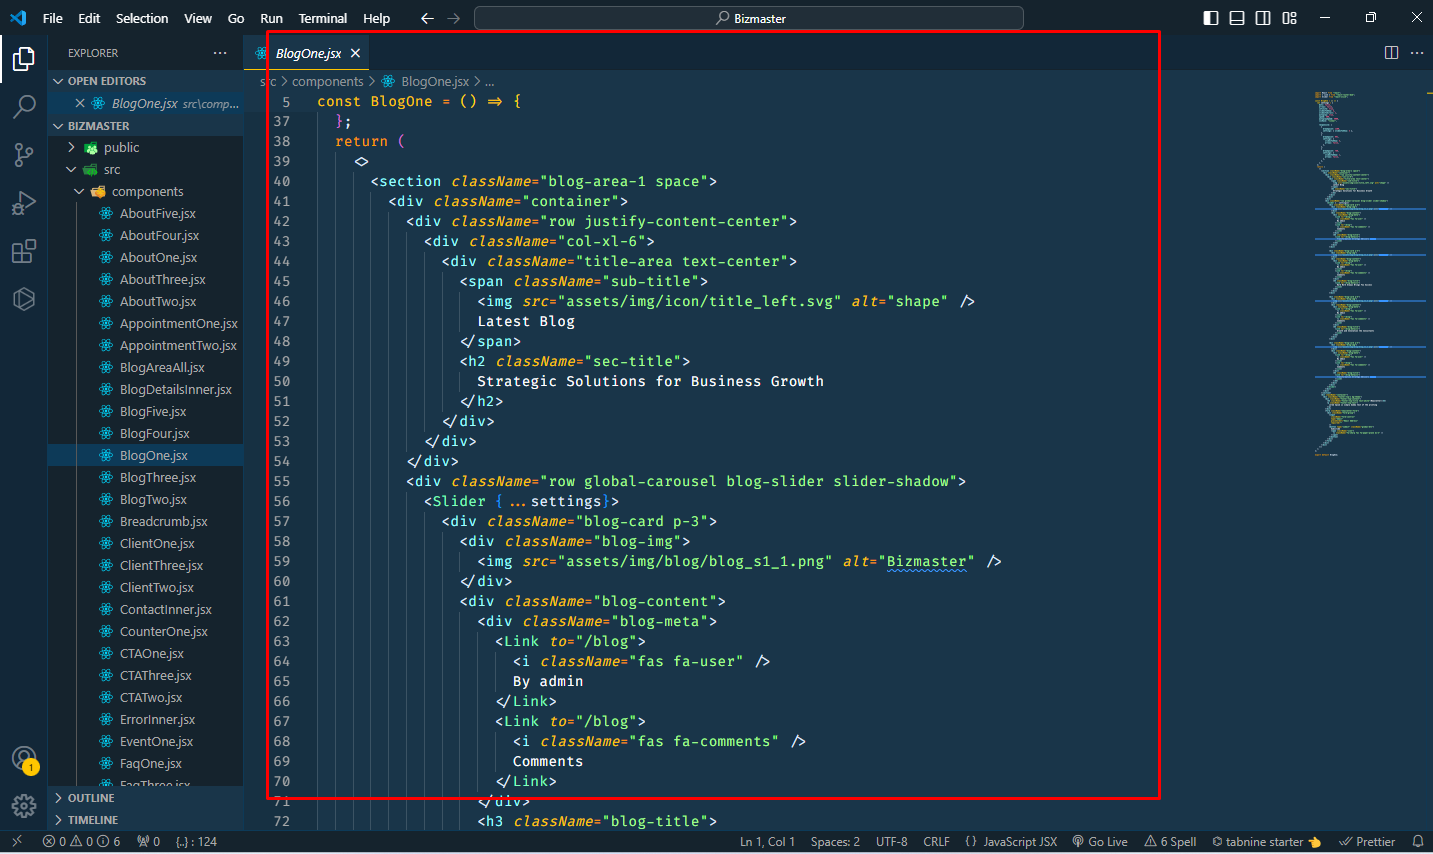 File Edit Selection View Go Run Terminal Help Bizmaster
EXPLORER
OPEN EDITORS
BlogOne.jsx src\comp...
BIZMASTER
public
src
components
AboutFive.jsx
AboutFour.jsx
AboutOne.jsx
AboutThree.jsx
AboutTwo.jsx
AppointmentOne.jsx
AppointmentTwo.jsx
BlogAreaAll.jsx
BlogDetailsInner.jsx
BlogFive.jsx
BlogFour.jsx
BlogOne.jsx
BlogThree.jsx
BlogTwo.jsx
Breadcrumb.jsx
ClientOne.jsx
ClientThree.jsx
ClientTwo.jsx
ContactInner.jsx
CounterOne.jsx
CTAOne.jsx
CTAThree.jsx
CTATwo.jsx
ErrorInner.jsx
EventOne.jsx
FaqOne.jsx
FaqThree.jsx
OUTLINE
TIMELINE
1
BlogOne.jsx
src > components > BlogOne.jsx > ...
5 const BlogOne = () => {
37 };
38 return (
39 <>
40 <section className="blog-area-1 space">
41 <div className="container">
42 <div className="row justify-content-center">
43 <div className="col-xl-6">
44 <div className="title-area text-center">
45 <span className="sub-title">
46 <img src="assets/img/icon/title_left.svg" alt="shape" />
47 Latest Blog
48 </span>
49 <h2 className="sec-title">
50 Strategic Solutions for Business Growth
51 </h2>
52 </div>
53 </div>
54 </div>
55 <div className="row global-carousel blog-slider slider-shadow">
56 <Slider {...settings}>
57 <div className="blog-card p-3">
58 <div className="blog-img">
59 <img src="assets/img/blog/blog_s1_1.png" alt="Bizmaster" />
60 </div>
61 <div className="blog-content">
62 <div className="blog-meta">
63 <Link to="/blog">
64 <i className="fas fa-user" />
65 By admin
66 </Link>
67 <Link to="/blog">
68 <i className="fas fa-comments" />
69 Comments
70 </Link>
71 </div>
72 <h3 className="blog-title">
0 0 6 0 {..} : 124 Ln 1, Col 1 Spaces: 2 UTF-8 CRLF {} JavaScript JSX Go Live 6 Spell tabnine starter Prettier